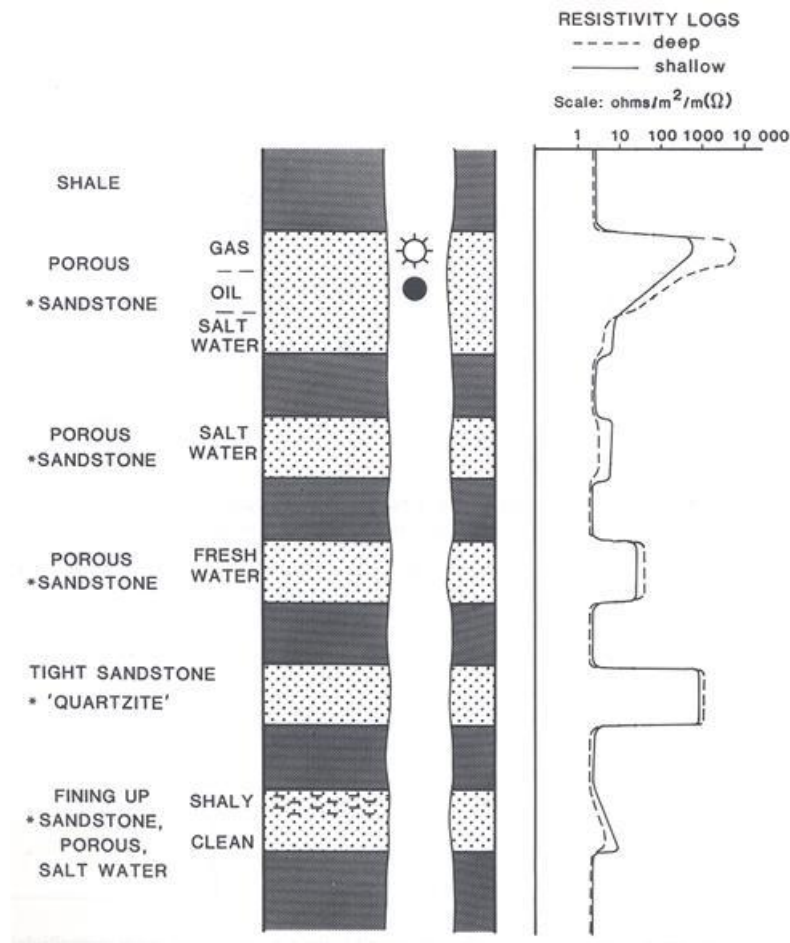 RESISTIVITY LOGS
deep
shallow
Scale: ohms/m²/m(Ω)
1 10 100 1000 10 000
SHALE
POROUS
*SANDSTONE
GAS
OIL
SALT
WATER
POROUS
*SANDSTONE
SALT
WATER
POROUS
*SANDSTONE
FRESH
WATER
TIGHT SANDSTONE
* 'QUARTZITE'
FINING UP
*SANDSTONE,
POROUS,
SALT WATER
SHALY
CLEAN